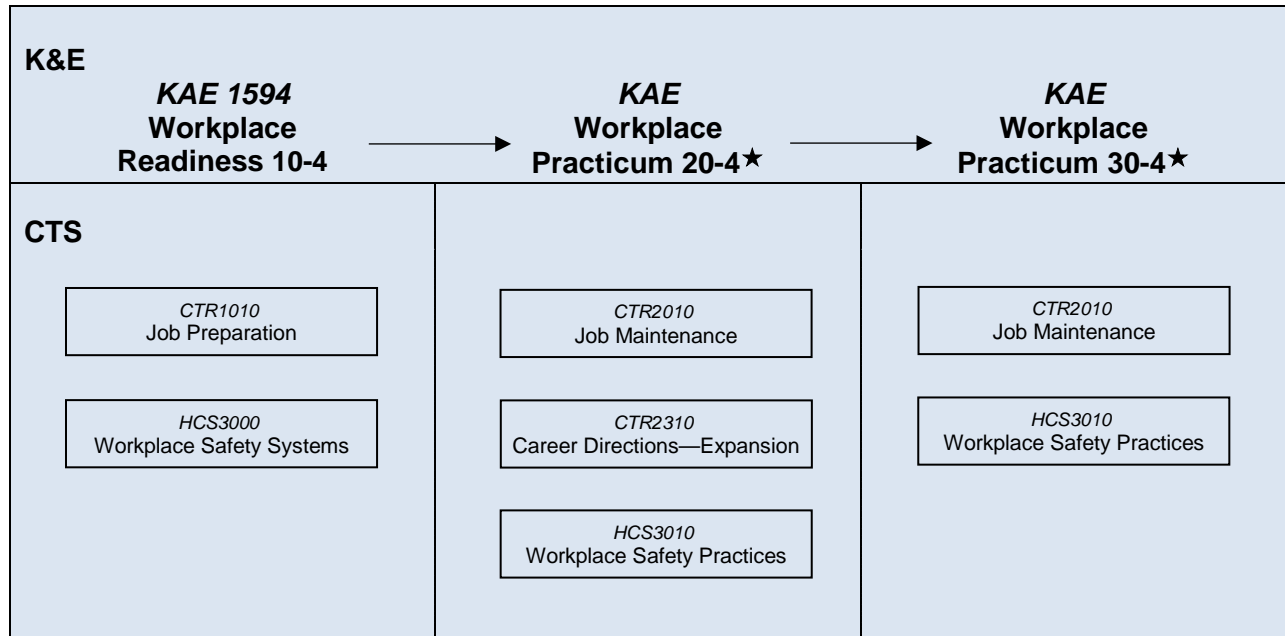 K&E
KAE 1594
Workplace
Readiness 10-4
KAE
Workplace
Practicum 20-4★
KAE
Workplace
Practicum 30-4★
CTS
CTR1010
Job Preparation
HCS3000
Workplace Safety Systems
CTR2010
Job Maintenance
CTR2310
Career Directions—Expansion
HCS3010
Workplace Safety Practices
CTR2010
Job Maintenance
HCS3010
Workplace Safety Practices